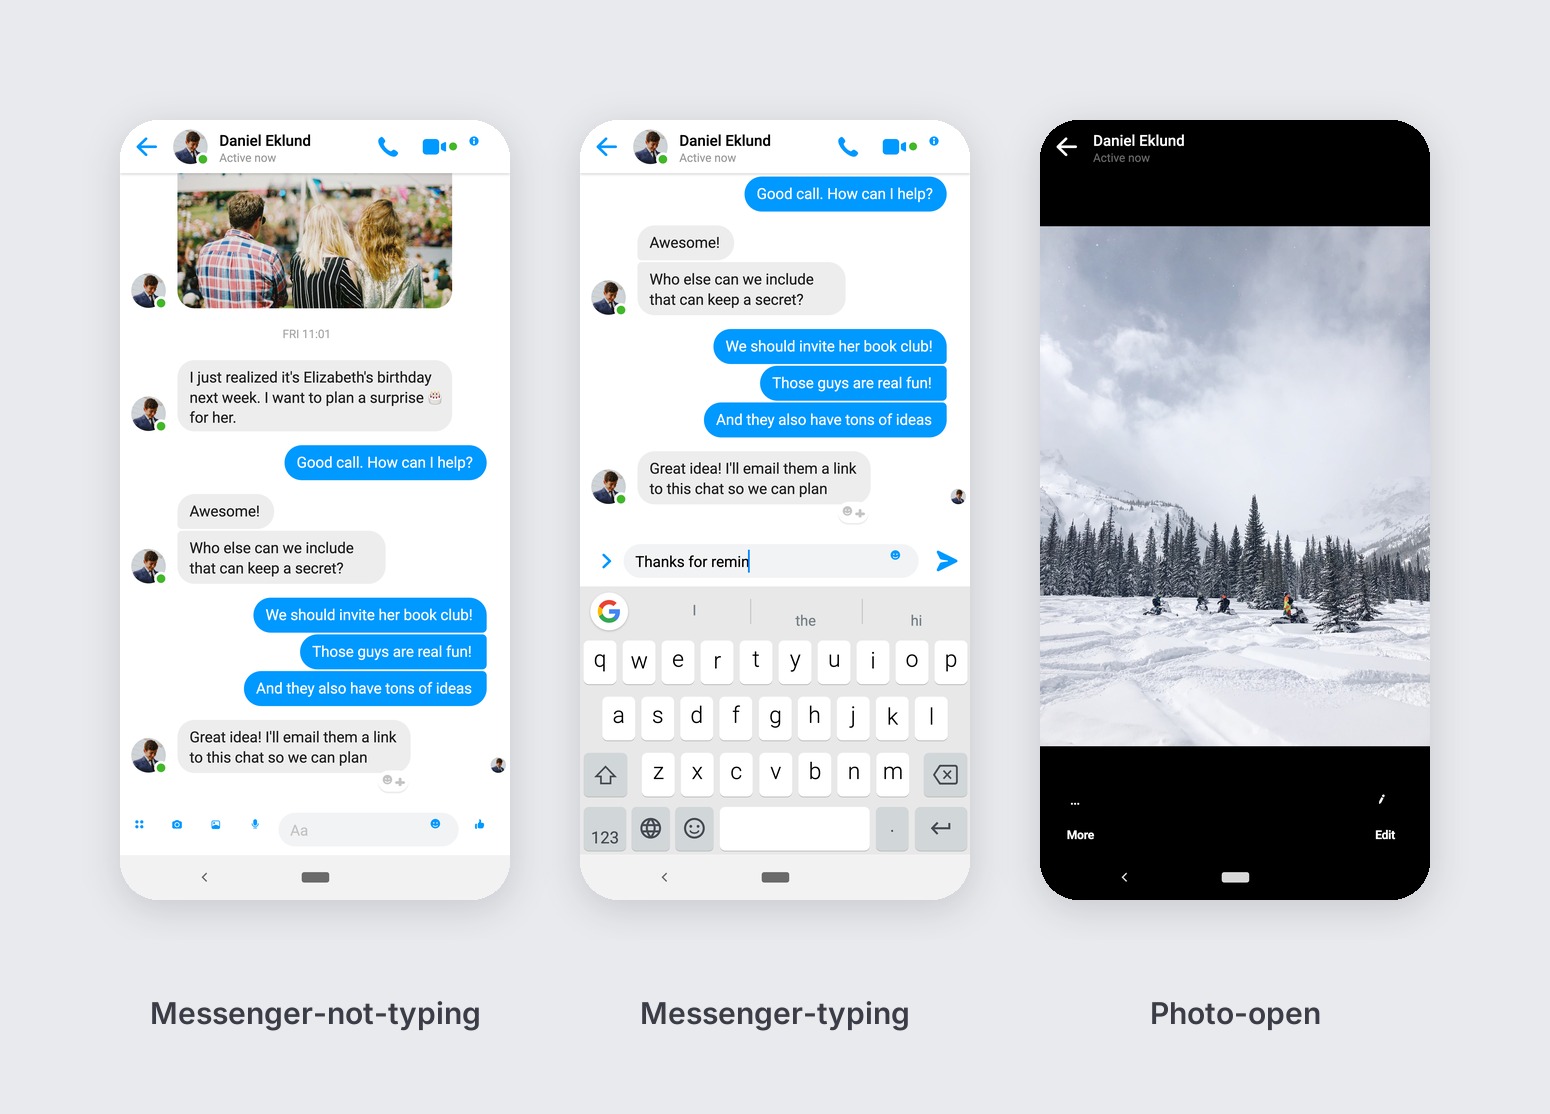 Daniel Eklund
Active now
FRI 11:01
I just realized it's Elizabeth's birthday
next week. I want to plan a surprise 🎂
for her.
Good call. How can I help?
Awesome!
Who else can we include
that can keep a secret?
We should invite her book club!
Those guys are real fun!
And they also have tons of ideas
Great idea! I'll email them a link
to this chat so we can plan
Aa
Messenger-not-typing
Daniel Eklund
Active now
Good call. How can I help?
Awesome!
Who else can we include
that can keep a secret?
We should invite her book club!
Those guys are real fun!
And they also have tons of ideas
Great idea! I'll email them a link
to this chat so we can plan
Thanks for remin
I the hi
q w e r t y u i o p
a s d f g h j k l
z x c v b n m
123 .
Messenger-typing
Daniel Eklund
Active now
... 
More Edit
Photo-open